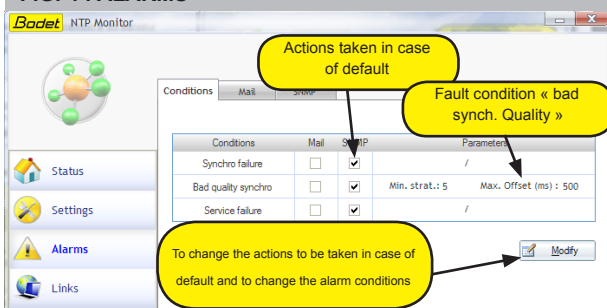 Bodet NTP Monitor
Actions taken in case
of default
Conditions Mail SNMP
Fault condition « bad
synch. Quality »
Conditions Mail SNMP Parameters
Synchro failure /
Bad quality synchro Min. strat.: 5 Max. Offset (ms) : 500
Service failure /
Status
Settings
Alarms
Links
To change the actions to be taken in case of
default and to change the alarm conditions
Modify